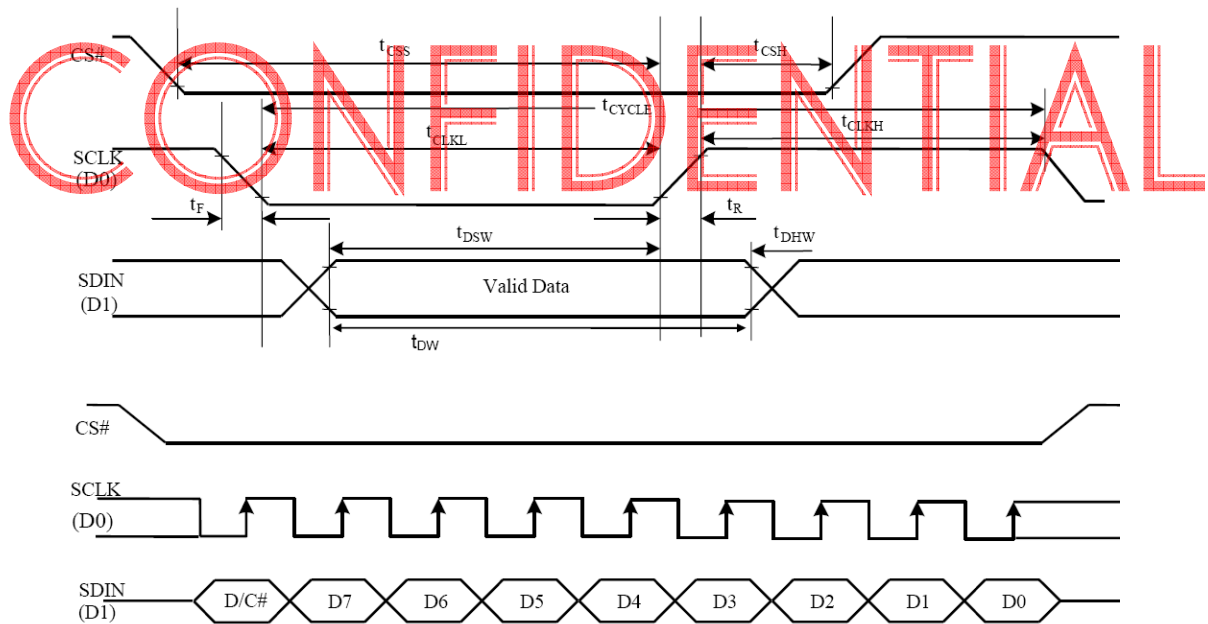 CONFIDENTIAL
CS#
tCSS
tCSH
tCYCLE
tCLKL
tCLKH
SCLK
(D0)
tF
tR
tDSW
tDHW
SDIN
(D1)
Valid Data
tDW
CS#
SCLK
(D0)
SDIN
(D1)
D/C# D7 D6 D5 D4 D3 D2 D1 D0